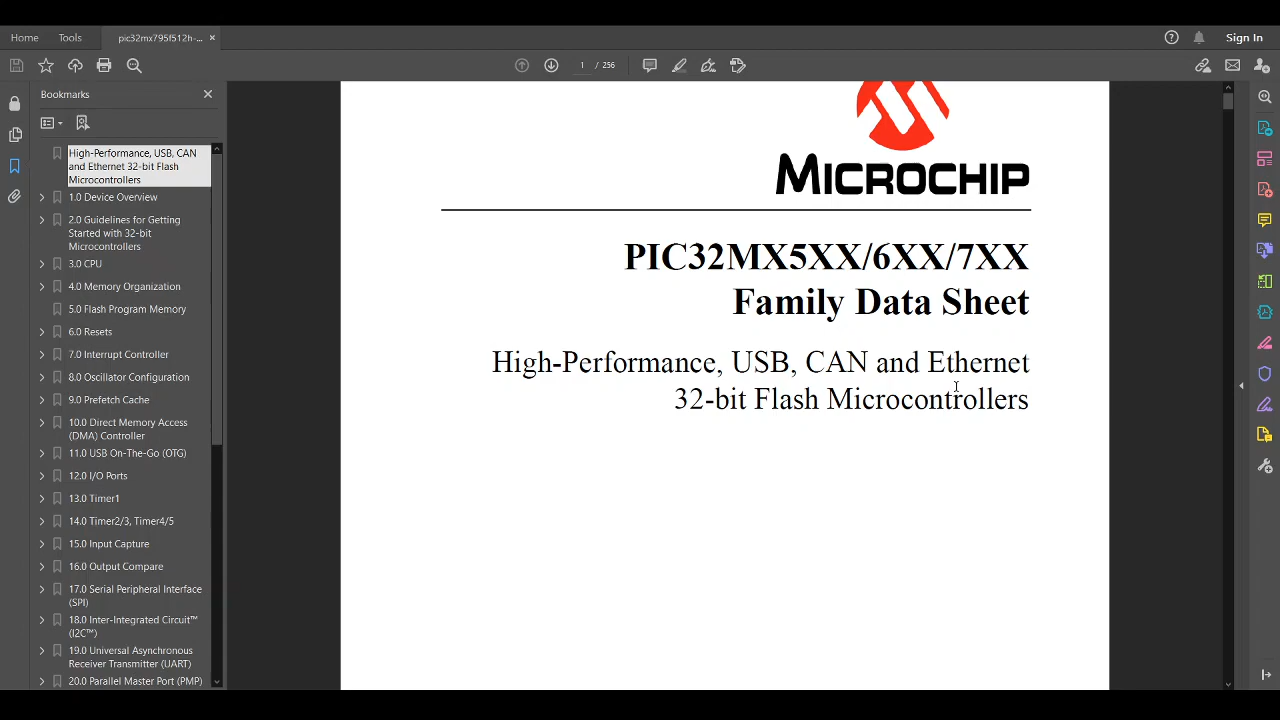 Home
Tools
pic32mx795f512h-...
Sign In
1 / 256
Bookmarks
High-Performance, USB, CAN
and Ethernet 32-bit Flash
Microcontrollers
1.0 Device Overview
2.0 Guidelines for Getting
Started with 32-bit
Microcontrollers
3.0 CPU
4.0 Memory Organization
5.0 Flash Program Memory
6.0 Resets
7.0 Interrupt Controller
8.0 Oscillator Configuration
9.0 Prefetch Cache
10.0 Direct Memory Access
(DMA) Controller
11.0 USB On-The-Go (OTG)
12.0 I/O Ports
13.0 Timer1
14.0 Timer2/3, Timer4/5
15.0 Input Capture
16.0 Output Compare
17.0 Serial Peripheral Interface
(SPI)
18.0 Inter-Integrated Circuit™
(I2C™)
19.0 Universal Asynchronous
Receiver Transmitter (UART)
20.0 Parallel Master Port (PMP)
MICROCHIP
PIC32MX5XX/6XX/7XX
Family Data Sheet
High-Performance, USB, CAN and Ethernet
32-bit Flash Microcontrollers